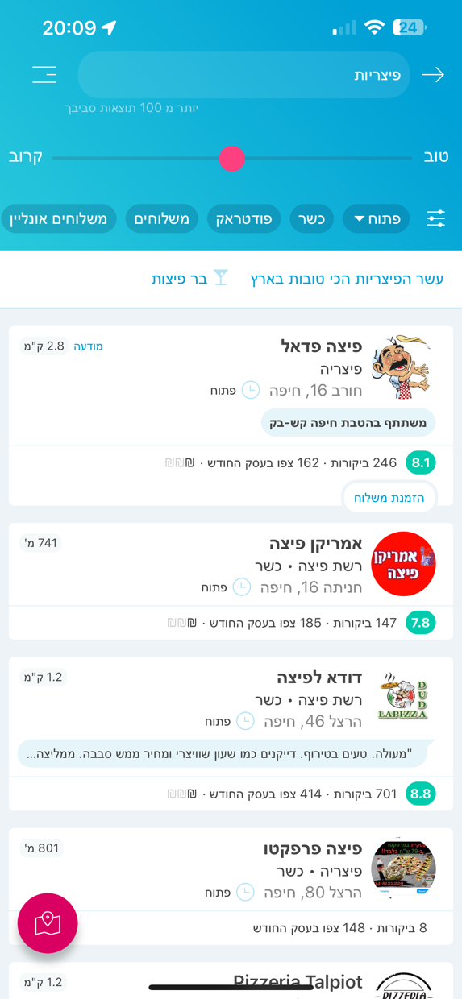 20:09
24
פיצריות
יותר מ 100 תוצאות סביבך
טוב
קרוב
פתוח
כשר
פודטראק
משלוחים
משלוחים אונליין
עשר הפיצריות הכי טובות בארץ
בר פיצות
פיצה פדאל
מודעה
2.8 ק"מ
פיצריה
חורב 16, חיפה
פתוח
משתתף בהטבת חיפה קש-בק
8.1
246 ביקורות · 162 צפו בעסק החודש · ₪₪₪
הזמנת משלוח
אמריקן פיצה
אמריקן פיצה
741 מ'
רשת פיצה • כשר
חניתה 16, חיפה
פתוח
7.8
147 ביקורות · 185 צפו בעסק החודש · ₪₪₪
DUDA
LAPIZZA
דודא לפיצה
1.2 ק"מ
רשת פיצה • כשר
הרצל 46, חיפה
פתוח
"מעולה. טעים בטירוף. דייקנים כמו שעון שוויצרי ומחיר ממש סבבה. ממליצה...
8.8
701 ביקורות · 414 צפו בעסק החודש · ₪₪₪
פיצה פרפקטו
801 מ'
פיצריה • כשר
הרצל 80, חיפה
פתוח
8 ביקורות · 148 צפו בעסק החודש
PIZZERIA
Pizzeria Talpiot
1.2 ק"מ